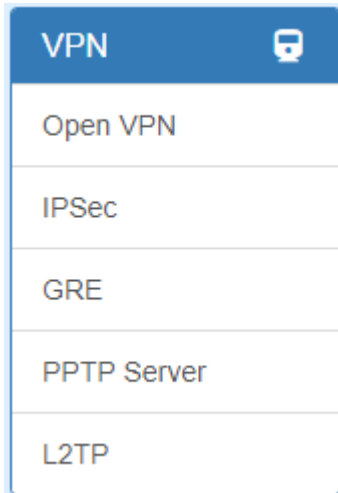 VPN
Open VPN
IPSec
GRE
PPTP Server
L2TP